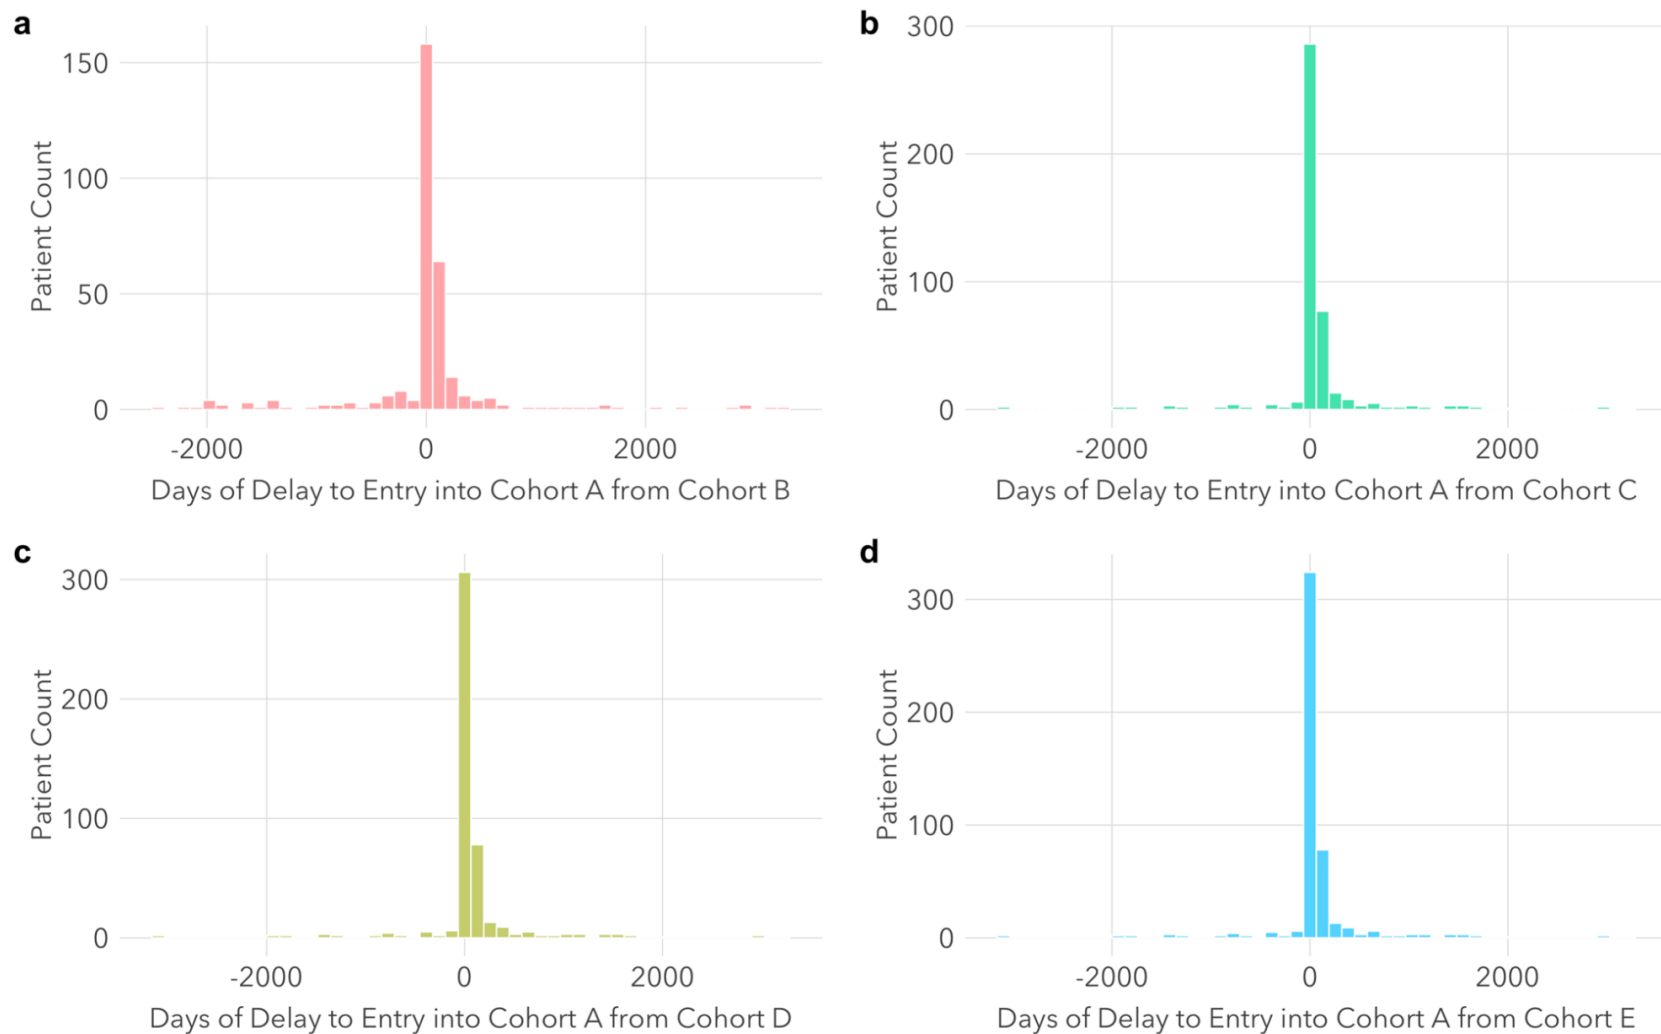 a
150
100
50
0
Patient Count
-2000 0 2000
Days of Delay to Entry into Cohort A from Cohort B
b
300
200
100
0
Patient Count
-2000 0 2000
Days of Delay to Entry into Cohort A from Cohort C
c
300
200
100
0
Patient Count
-2000 0 2000
Days of Delay to Entry into Cohort A from Cohort D
d
300
200
100
0
Patient Count
-2000 0 2000
Days of Delay to Entry into Cohort A from Cohort E